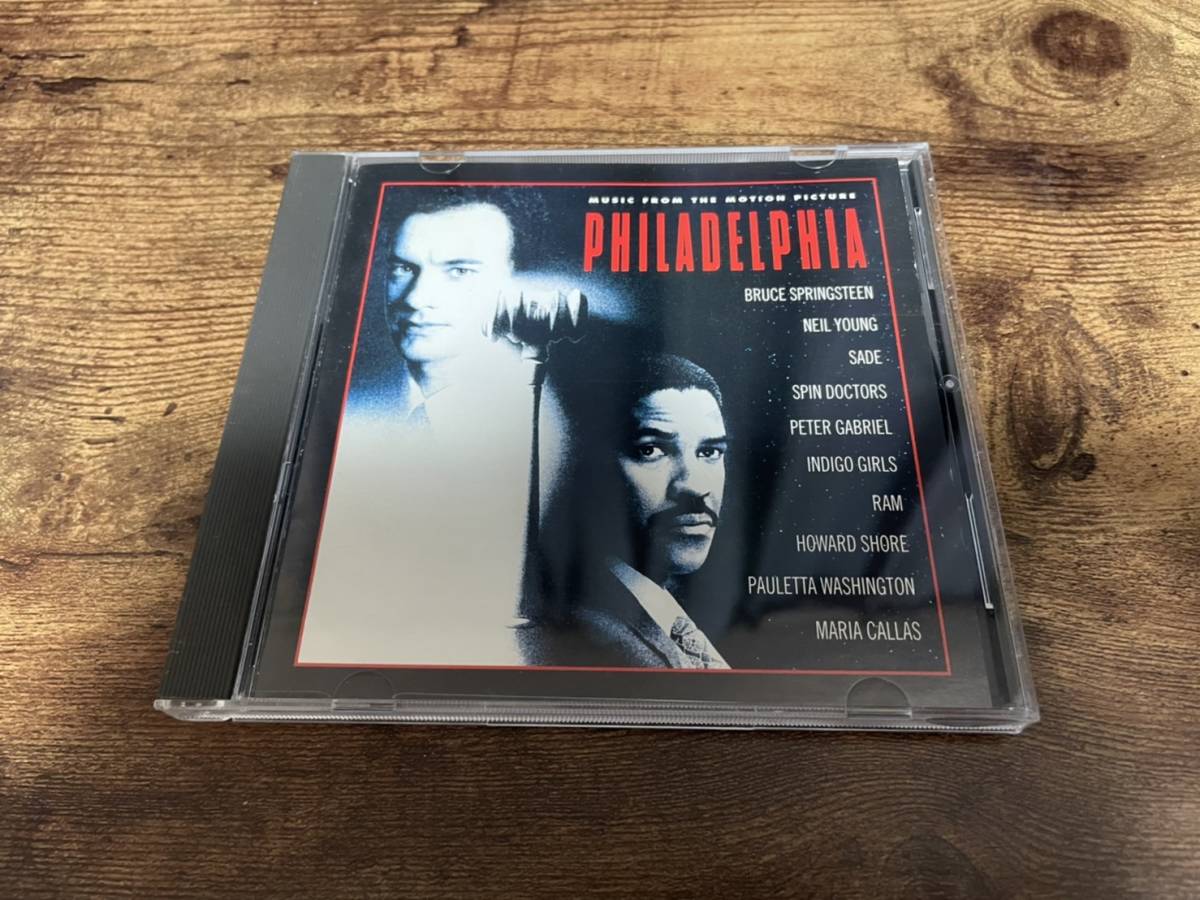 MUSIC FROM THE MOTION PICTURE
PHILADELPHIA
BRUCE SPRINGSTEEN
NEIL YOUNG
SADE
SPIN DOCTORS
PETER GABRIEL
INDIGO GIRLS
RAM
HOWARD SHORE
PAULETTA WASHINGTON
MARIA CALLAS